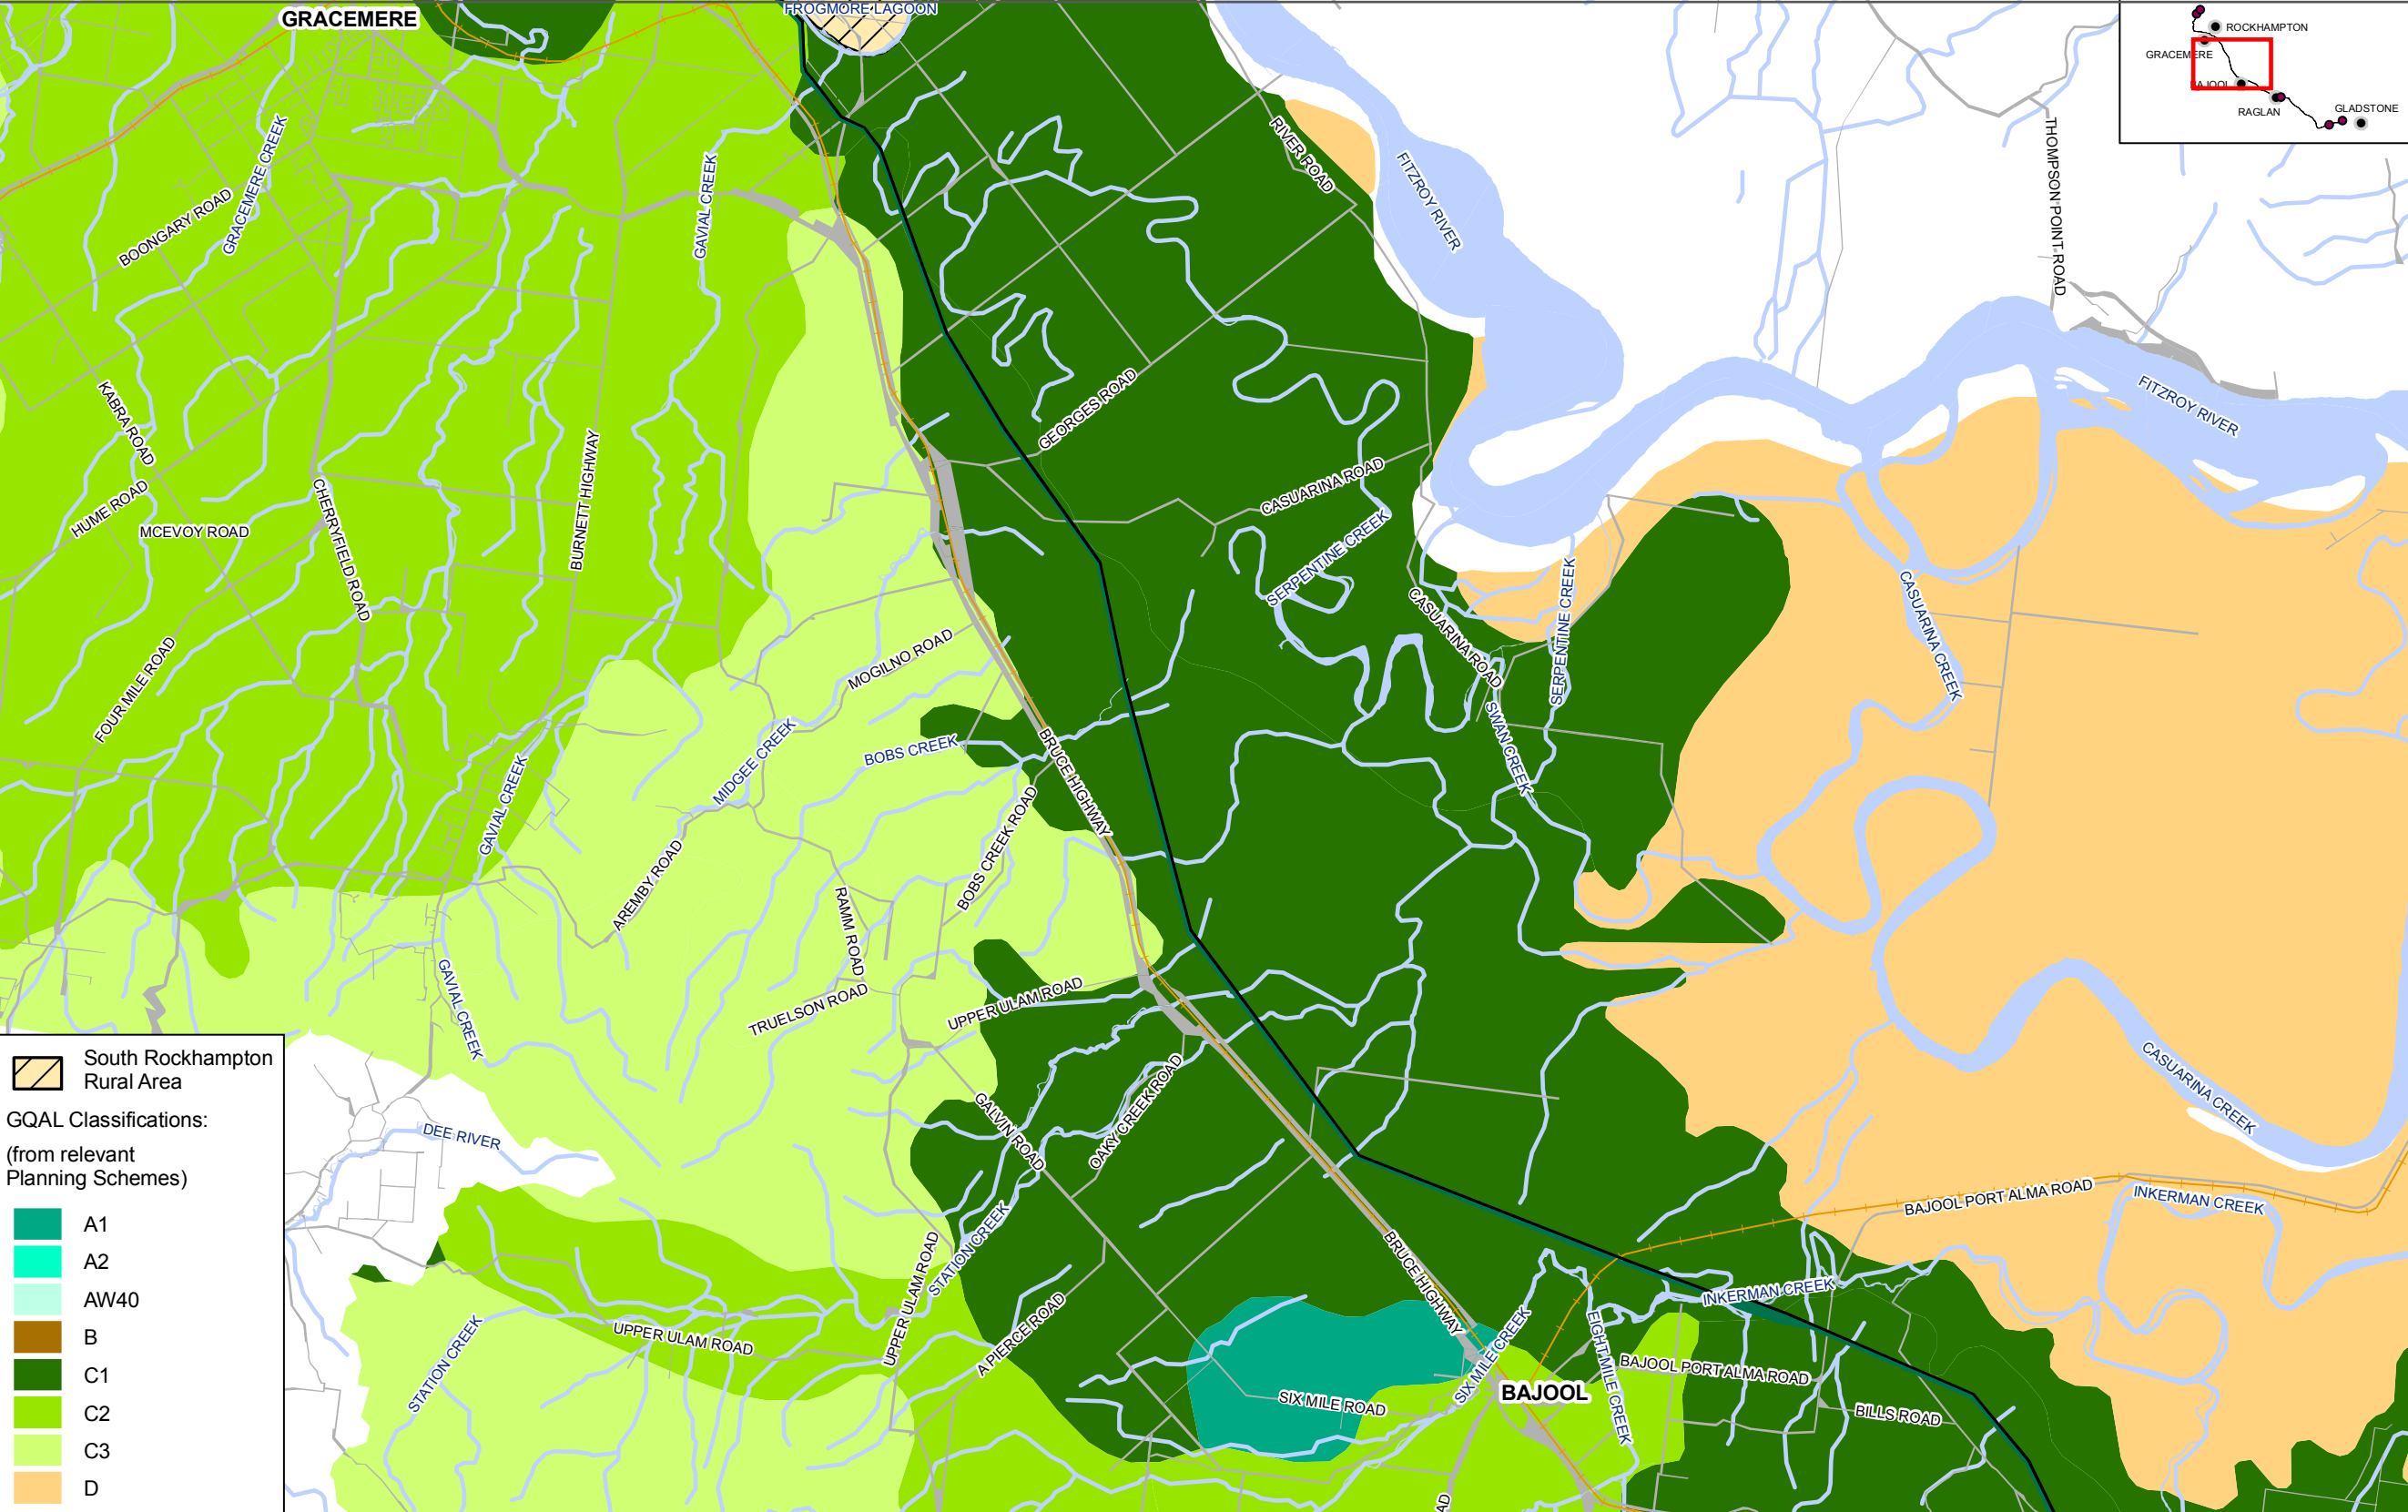 GRACEMERE
FROGMORE LAGOON
ROCKHAMPTON
GRACEMERE
BAJOOL
RAGLAN
GLADSTONE
RIVER ROAD
FITZROY RIVER
THOMPSON POINT ROAD
GRACEMERE CREEK
BOONGARY ROAD
GAVIAL CREEK
FITZROY RIVER
KABRA ROAD
GEORGES ROAD
BURNETT HIGHWAY
CASUARINA ROAD
HUME ROAD
MCEVOY ROAD
CHERRYFIELD ROAD
SERPENTINE CREEK
SERPENTINE CREEK
CASUARINA ROAD
CASUARINA CREEK
FOUR MILE ROAD
MOGILNO ROAD
MIDGEE CREEK
BOBS CREEK
BRUCE HIGHWAY
SWAN CREEK
GAVIAL CREEK
BOBS CREEK ROAD
AREMBY ROAD
RAMM ROAD
GAVIAL CREEK
TRUELSON ROAD
UPPER ULAM ROAD
CASUARINA CREEK
OAKY CREEK ROAD
GALVIN ROAD
DEE RIVER
BAJOOL PORT ALMA ROAD
INKERMAN CREEK
STATION CREEK
UPPER ULAM ROAD
BRUCE HIGHWAY
INKERMAN CREEK
A PIERCE ROAD
UPPER ULAM ROAD
STATION CREEK
SIX MILE CREEK
EIGHT MILE CREEK
BAJOOL PORT ALMA ROAD
SIX MILE ROAD
BAJOOL
BILLS ROAD
AD
South Rockhampton
Rural Area
GQAL Classifications:
(from relevant
Planning Schemes)
A1
A2
AW40
B
C1
C2
C3
D